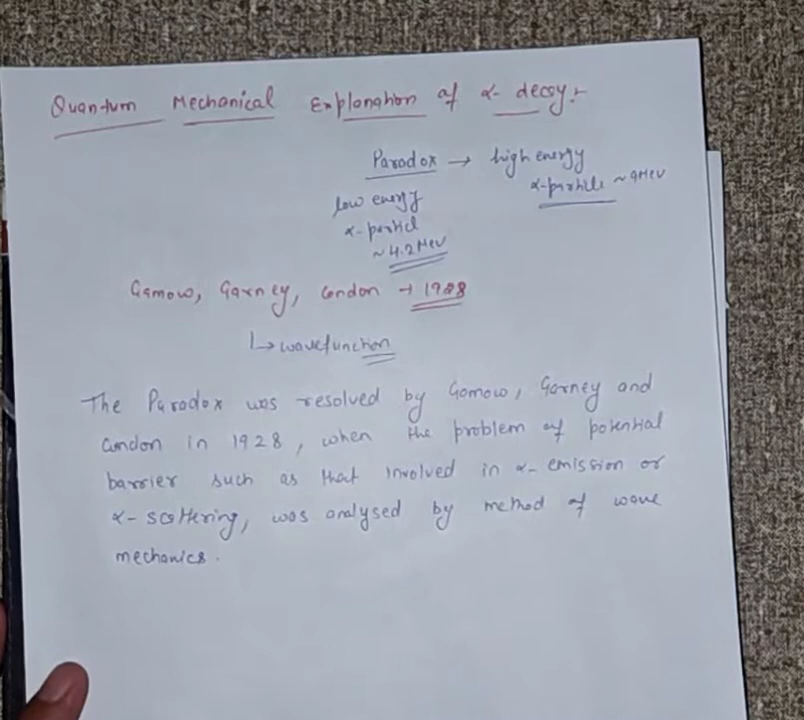 Quantum Mechanical Explanation of α- decay:-
Paradox → high energy
α-particle ~ 9MeV
low energy
α-particl
~4.2MeV
Gamow, Garney, Condon → 1928
↳ wavefunction
The Paradox was resolved by Gamow, Garney and
Condon in 1928, when the problem of potential
barrier such as that involved in α- emission or
α- scattering, was analysed by method of wave
mechanics.